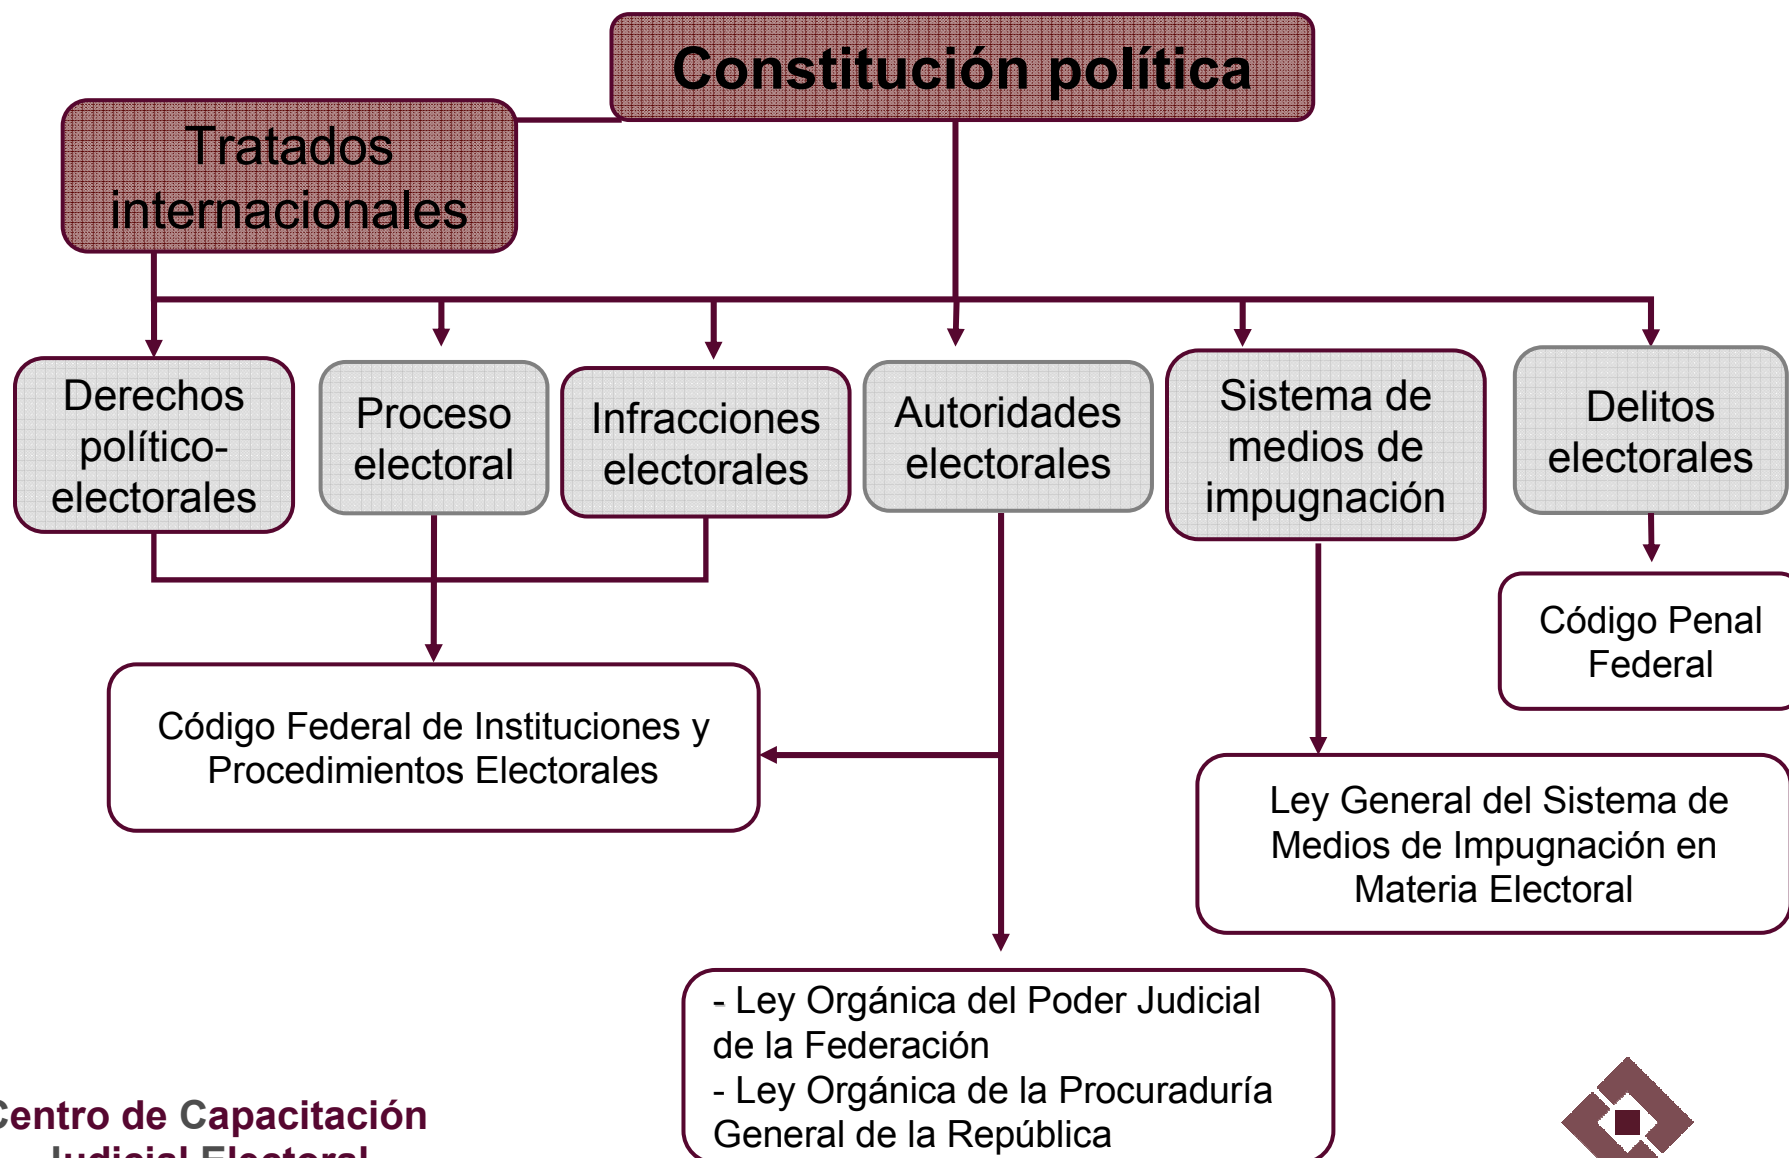 Constitución política
Tratados
internacionales
Derechos
político-
electorales
Proceso
electoral
Infracciones
electorales
Autoridades
electorales
Sistema de
medios de
impugnación
Delitos
electorales
Código Penal
Federal
Código Federal de Instituciones y
Procedimientos Electorales
Ley General del Sistema de
Medios de Impugnación en
Materia Electoral
- Ley Orgánica del Poder Judicial
de la Federación
- Ley Orgánica de la Procuraduría
General de la República
Centro de Capacitación
Judicial Electoral